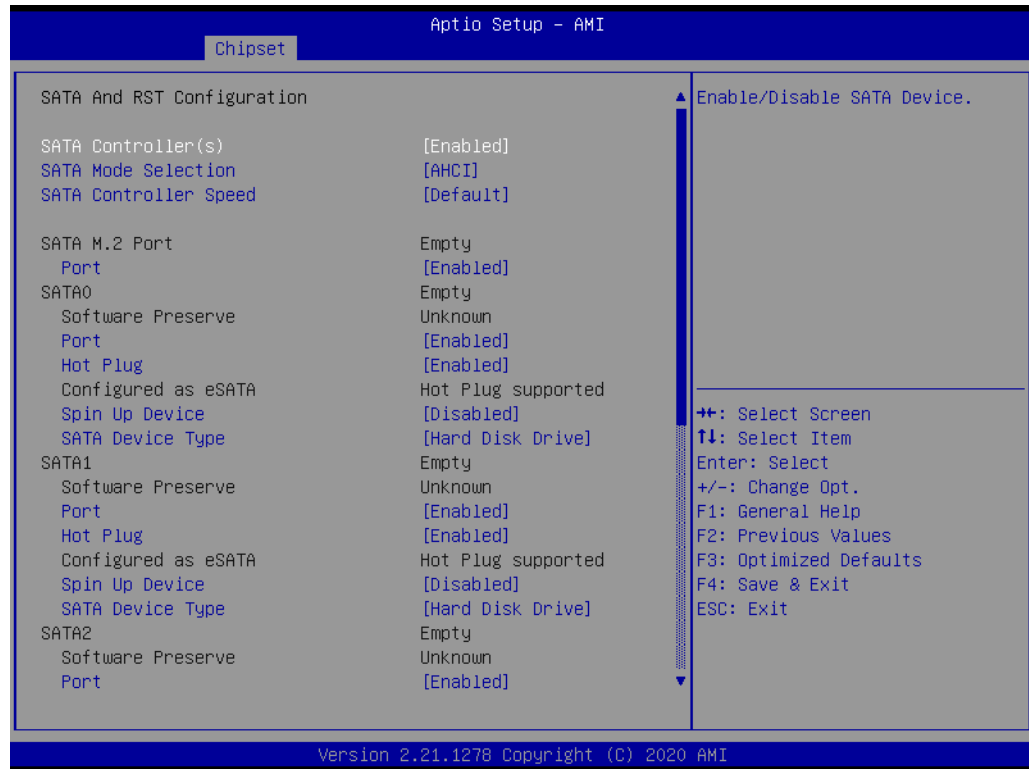 Aptio Setup – AMI
Chipset
SATA And RST Configuration
SATA Controller(s) [Enabled]
SATA Mode Selection [AHCI]
SATA Controller Speed [Default]
SATA M.2 Port Empty
Port [Enabled]
SATA0 Empty
Software Preserve Unknown
Port [Enabled]
Hot Plug [Enabled]
Configured as eSATA Hot Plug supported
Spin Up Device [Disabled]
SATA Device Type [Hard Disk Drive]
SATA1 Empty
Software Preserve Unknown
Port [Enabled]
Hot Plug [Enabled]
Configured as eSATA Hot Plug supported
Spin Up Device [Disabled]
SATA Device Type [Hard Disk Drive]
SATA2 Empty
Software Preserve Unknown
Port [Enabled]
Enable/Disable SATA Device.
→←: Select Screen
↑↓: Select Item
Enter: Select
+/-: Change Opt.
F1: General Help
F2: Previous Values
F3: Optimized Defaults
F4: Save & Exit
ESC: Exit
Version 2.21.1278 Copyright (C) 2020 AMI